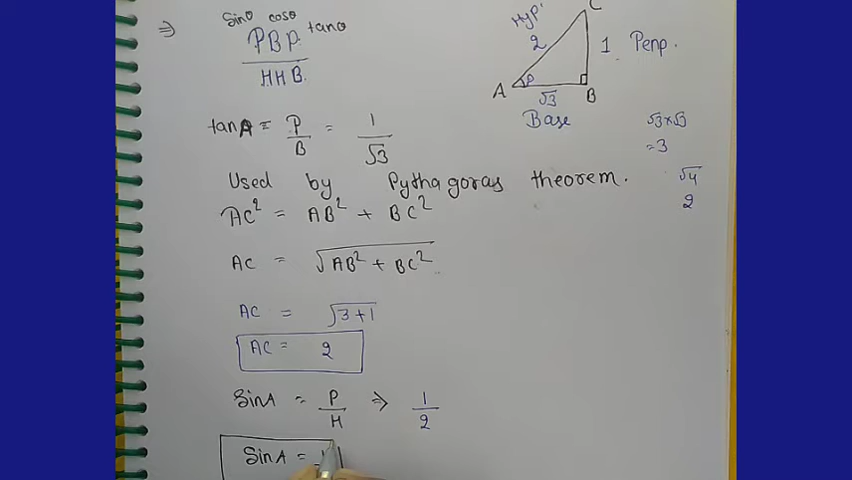 ⇒ Sinθ cosθ tanθ
PBP
HHB
Hyp
C
2
1 Penp.
A
B
√3
Base
tanA = P/B = 1/√3
√3×√3
=3
Used by Pythagoras theorem.
√4
2
AC² = AB² + BC²
AC = √AB² + BC²
AC = √3+1
AC = 2
SinA = P/H ⇒ 1/2
SinA =